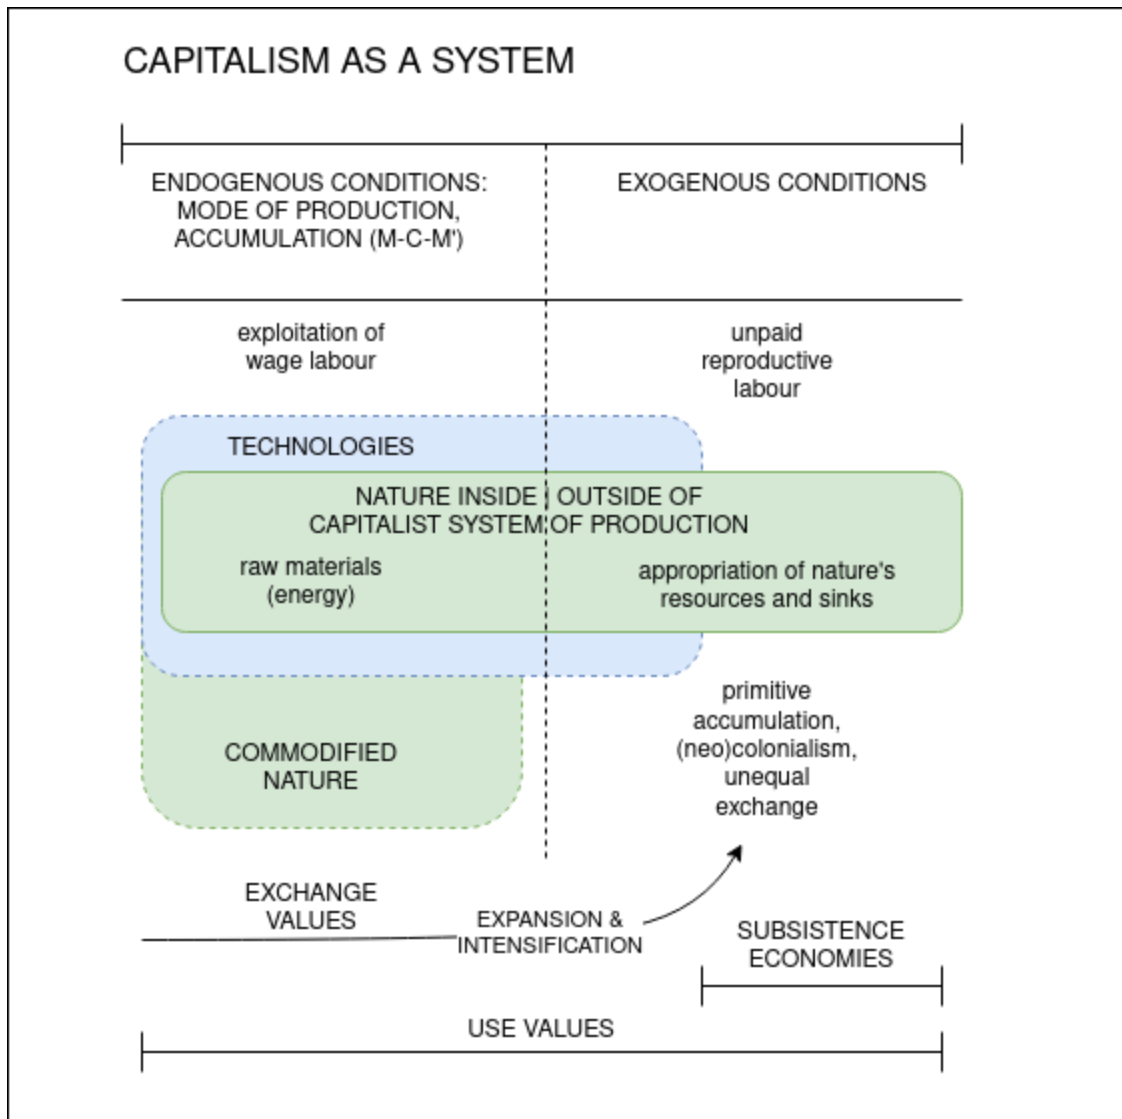 CAPITALISM AS A SYSTEM
ENDOGENOUS CONDITIONS:
MODE OF PRODUCTION,
ACCUMULATION (M-C-M')
EXOGENOUS CONDITIONS
exploitation of
wage labour
unpaid
reproductive
labour
TECHNOLOGIES
NATURE INSIDE | OUTSIDE OF
CAPITALIST SYSTEM OF PRODUCTION
raw materials
(energy)
appropriation of nature's
resources and sinks
COMMODIFIED
NATURE
primitive
accumulation,
(neo)colonialism,
unequal
exchange
EXCHANGE
VALUES
EXPANSION &
INTENSIFICATION
SUBSISTENCE
ECONOMIES
USE VALUES